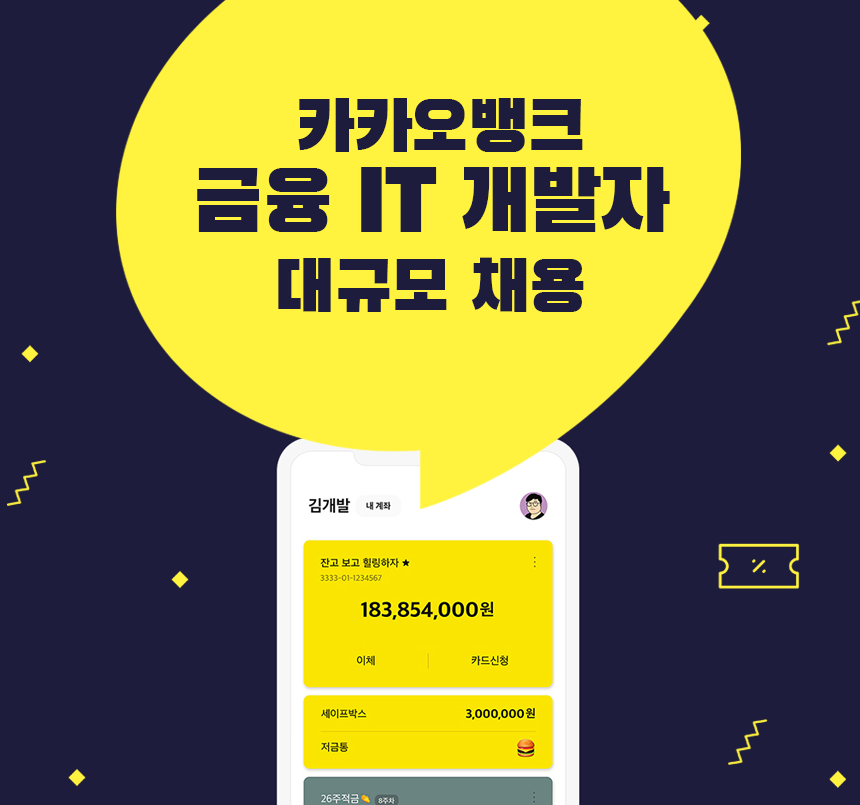 카카오뱅크
금융 IT 개발자
대규모 채용
김개발 내 계좌
잔고 보고 힐링하자 ★
3333-01-1234567
183,854,000원
이체 카드신청
세이프박스 3,000,000원
저금통
26주적금 8주차